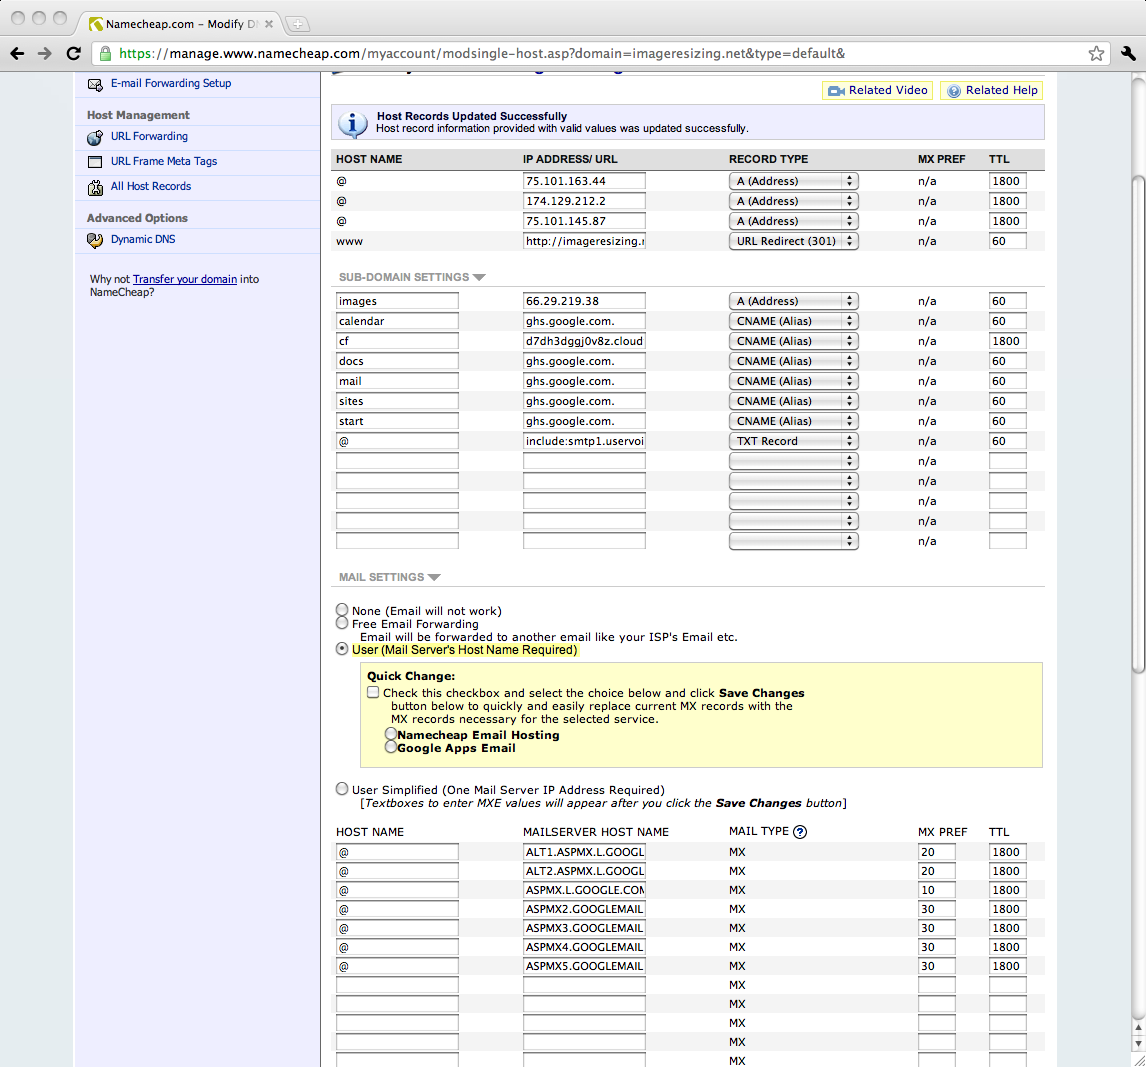 Namecheap.com – Modify D
https://manage.www.namecheap.com/myaccount/modsingle-host.asp?domain=imageresizing.net&type=default&
E-mail Forwarding Setup
Host Management
URL Forwarding
URL Frame Meta Tags
All Host Records
Advanced Options
Dynamic DNS
Why not Transfer your domain into
NameCheap?
Related Video Related Help
Host Records Updated Successfully
Host record information provided with valid values was updated successfully.
HOST NAME IP ADDRESS/ URL RECORD TYPE MX PREF TTL
@ 75.101.163.44 A (Address) n/a 1800
@ 174.129.212.2 A (Address) n/a 1800
@ 75.101.145.87 A (Address) n/a 1800
www http://imageresizing.r URL Redirect (301) n/a 60
SUB-DOMAIN SETTINGS
images 66.29.219.38 A (Address) n/a 60
calendar ghs.google.com. CNAME (Alias) n/a 60
cf d7dh3dggj0v8z.cloud CNAME (Alias) n/a 1800
docs ghs.google.com. CNAME (Alias) n/a 60
mail ghs.google.com. CNAME (Alias) n/a 60
sites ghs.google.com. CNAME (Alias) n/a 60
start ghs.google.com. CNAME (Alias) n/a 60
@ include:smtp1.uservoi TXT Record n/a 60
n/a
n/a
n/a
n/a
n/a
MAIL SETTINGS
None (Email will not work)
Free Email Forwarding
Email will be forwarded to another email like your ISP's Email etc.
User (Mail Server's Host Name Required)
Quick Change:
Check this checkbox and select the choice below and click Save Changes
button below to quickly and easily replace current MX records with the
MX records necessary for the selected service.
Namecheap Email Hosting
Google Apps Email
User Simplified (One Mail Server IP Address Required)
[Textboxes to enter MXE values will appear after you click the Save Changes button]
HOST NAME MAILSERVER HOST NAME MAIL TYPE ? MX PREF TTL
@ ALT1.ASPMX.L.GOOGL MX 20 1800
@ ALT2.ASPMX.L.GOOGL MX 20 1800
@ ASPMX.L.GOOGLE.COM MX 10 1800
@ ASPMX2.GOOGLEMAIL MX 30 1800
@ ASPMX3.GOOGLEMAIL MX 30 1800
@ ASPMX4.GOOGLEMAIL MX 30 1800
@ ASPMX5.GOOGLEMAIL MX 30 1800
MX
MX
MX
MX
MX